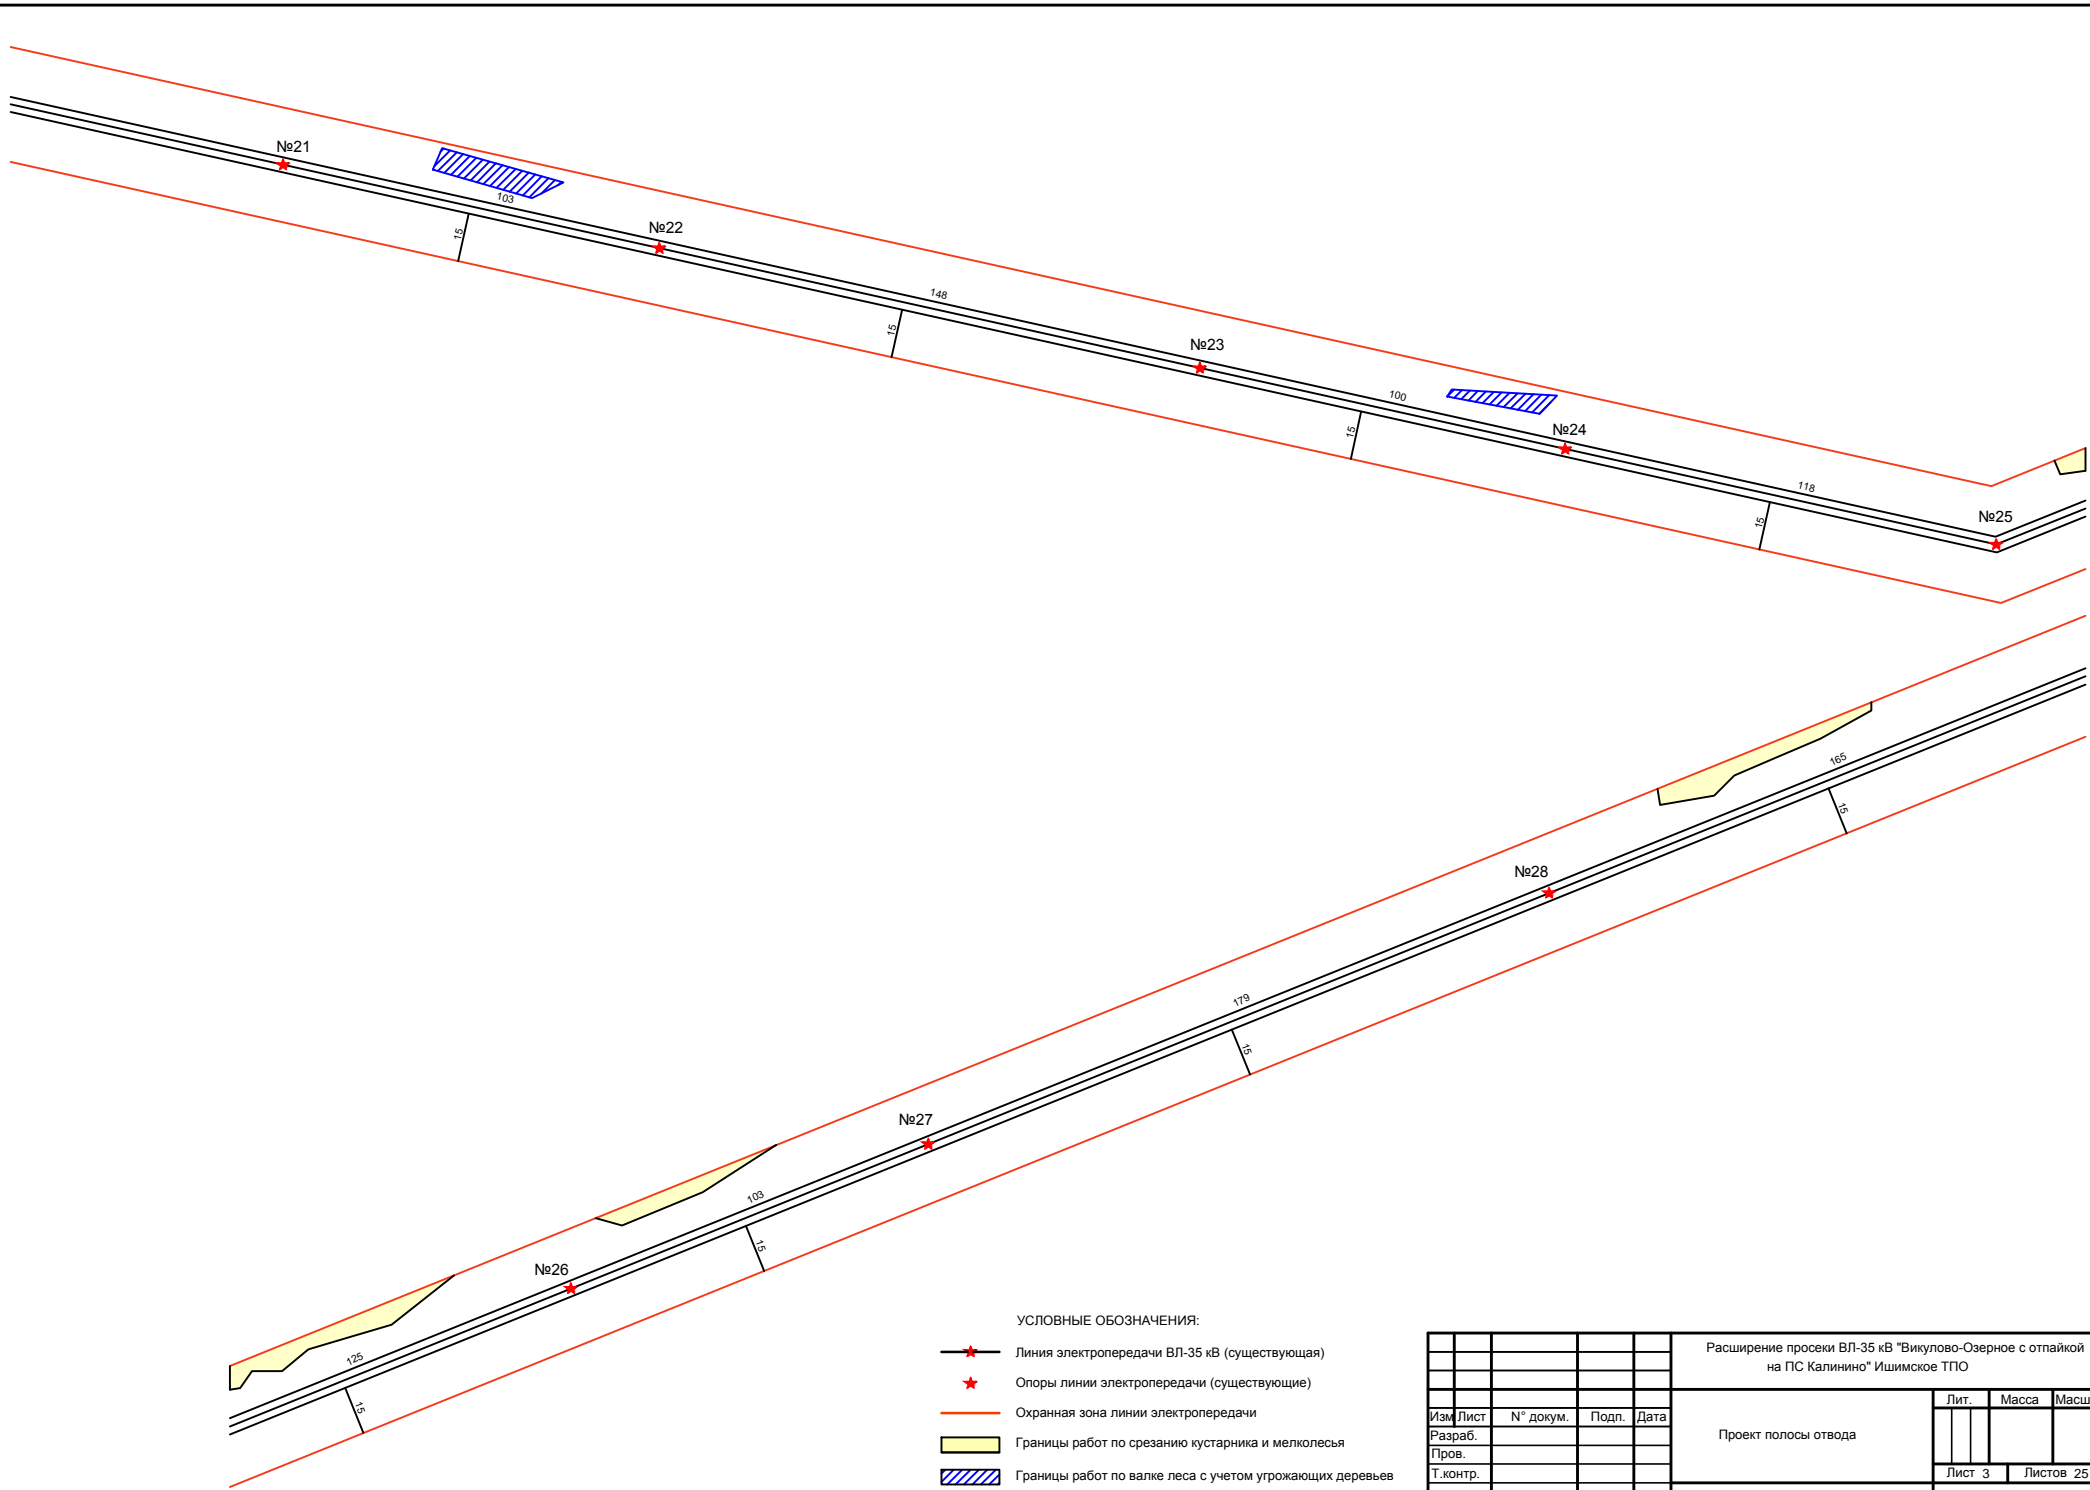 №21
103
15
№22
148
15
№23
100
15
№24
118
15
№25
165
15
№28
179
15
№27
103
15
№26
125
15
УСЛОВНЫЕ ОБОЗНАЧЕНИЯ:
Линия электропередачи ВЛ-35 кВ (существующая)
Опоры линии электропередачи (существующие)
Охранная зона линии электропередачи
Границы работ по срезанию кустарника и мелколесья
Границы работ по валке леса с учетом угрожающих деревьев
Расширение просеки ВЛ-35 кВ "Викулово-Озерное с отпайкой
на ПС Калинино" Ишимское ТПО
Изм Лист N° докум. Подп. Дата
Разраб.
Пров.
Т.контр.
Проект полосы отвода
Лит. Масса Масш
Лист 3 Листов 25